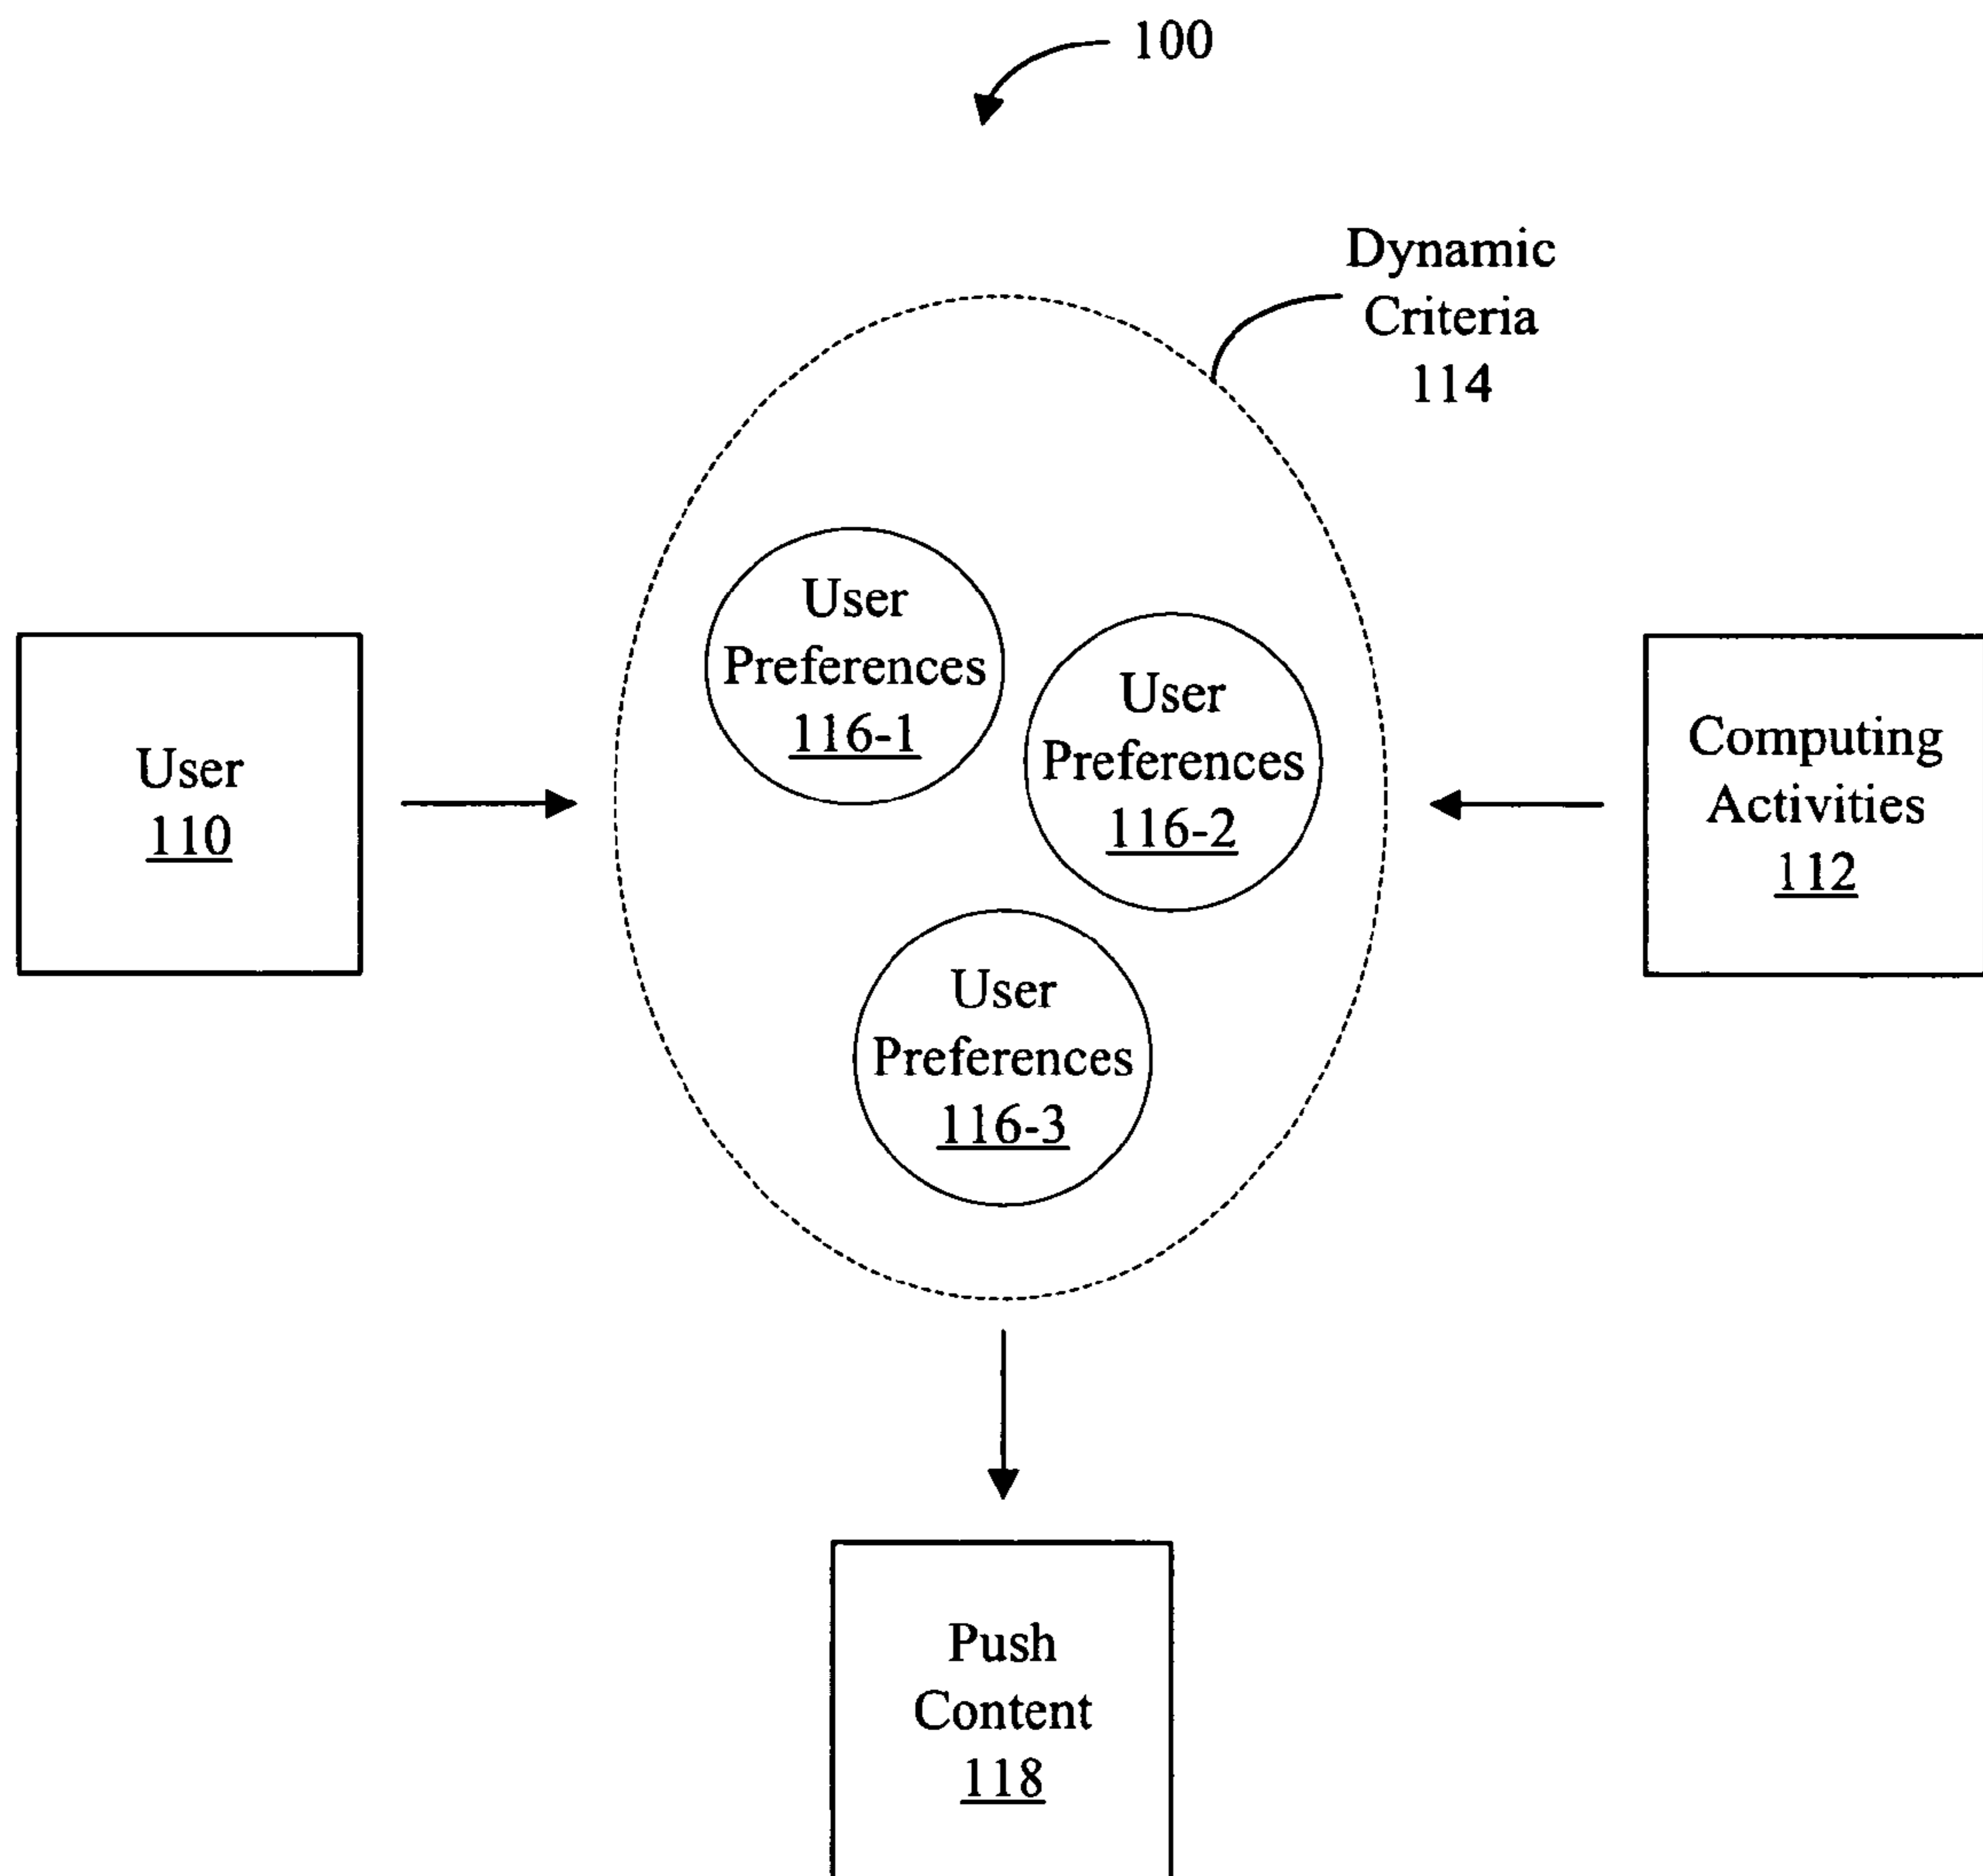 100
Dynamic
Criteria
114
User
Preferences
116-1
User
Preferences
116-2
User
110
Computing
Activities
112
User
Preferences
116-3
Push
Content
118